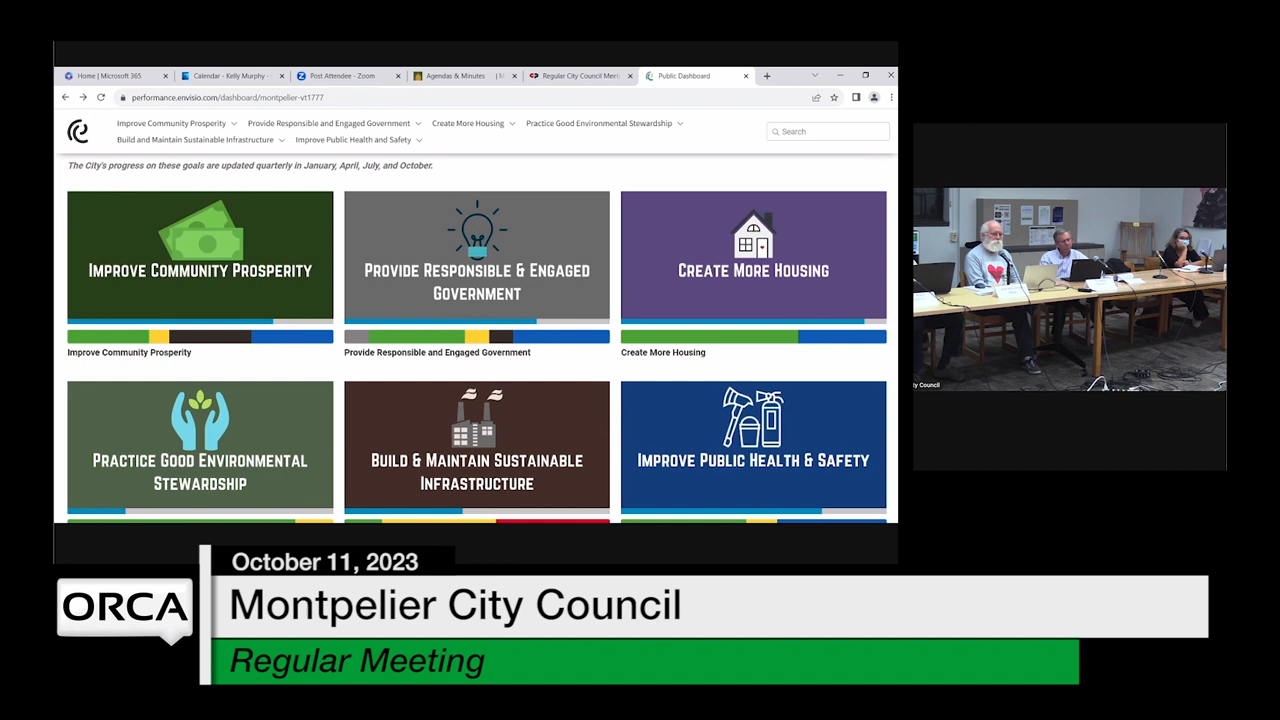 Home | Microsoft 365
Calendar - Kelly Murphy -
Post Attendee - Zoom
Agendas & Minutes
Regular City Council Meeti
Public Dashboard
performance.envisio.com/dashboard/montpelier-vt1777
Improve Community Prosperity
Provide Responsible and Engaged Government
Create More Housing
Practice Good Environmental Stewardship
Build and Maintain Sustainable Infrastructure
Improve Public Health and Safety
Search
The City's progress on these goals are updated quarterly in January, April, July, and October.
IMPROVE COMMUNITY PROSPERITY
PROVIDE RESPONSIBLE & ENGAGED
GOVERNMENT
CREATE MORE HOUSING
Improve Community Prosperity
Provide Responsible and Engaged Government
Create More Housing
PRACTICE GOOD ENVIRONMENTAL
STEWARDSHIP
BUILD & MAINTAIN SUSTAINABLE
INFRASTRUCTURE
IMPROVE PUBLIC HEALTH & SAFETY
ty Council
October 11, 2023
ORCA
Montpelier City Council
Regular Meeting